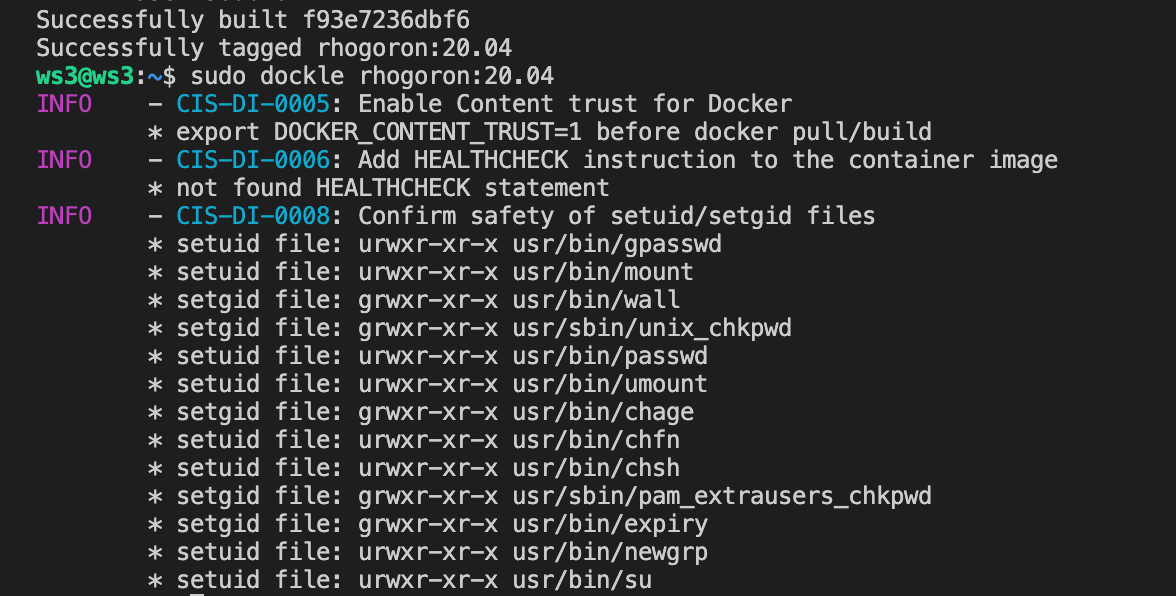 Successfully built f93e7236dbf6
Successfully tagged rhogoron:20.04
ws3@ws3:~$ sudo dockle rhogoron:20.04
INFO    - CIS-DI-0005: Enable Content trust for Docker
        * export DOCKER_CONTENT_TRUST=1 before docker pull/build
INFO    - CIS-DI-0006: Add HEALTHCHECK instruction to the container image
        * not found HEALTHCHECK statement
INFO    - CIS-DI-0008: Confirm safety of setuid/setgid files
        * setuid file: urwxr-xr-x usr/bin/gpasswd
        * setuid file: urwxr-xr-x usr/bin/mount
        * setgid file: grwxr-xr-x usr/bin/wall
        * setgid file: grwxr-xr-x usr/sbin/unix_chkpwd
        * setuid file: urwxr-xr-x usr/bin/passwd
        * setuid file: urwxr-xr-x usr/bin/umount
        * setgid file: grwxr-xr-x usr/bin/chage
        * setuid file: urwxr-xr-x usr/bin/chfn
        * setuid file: urwxr-xr-x usr/bin/chsh
        * setgid file: grwxr-xr-x usr/sbin/pam_extrausers_chkpwd
        * setgid file: grwxr-xr-x usr/bin/expiry
        * setuid file: urwxr-xr-x usr/bin/newgrp
        * setuid file: urwxr-xr-x usr/bin/su